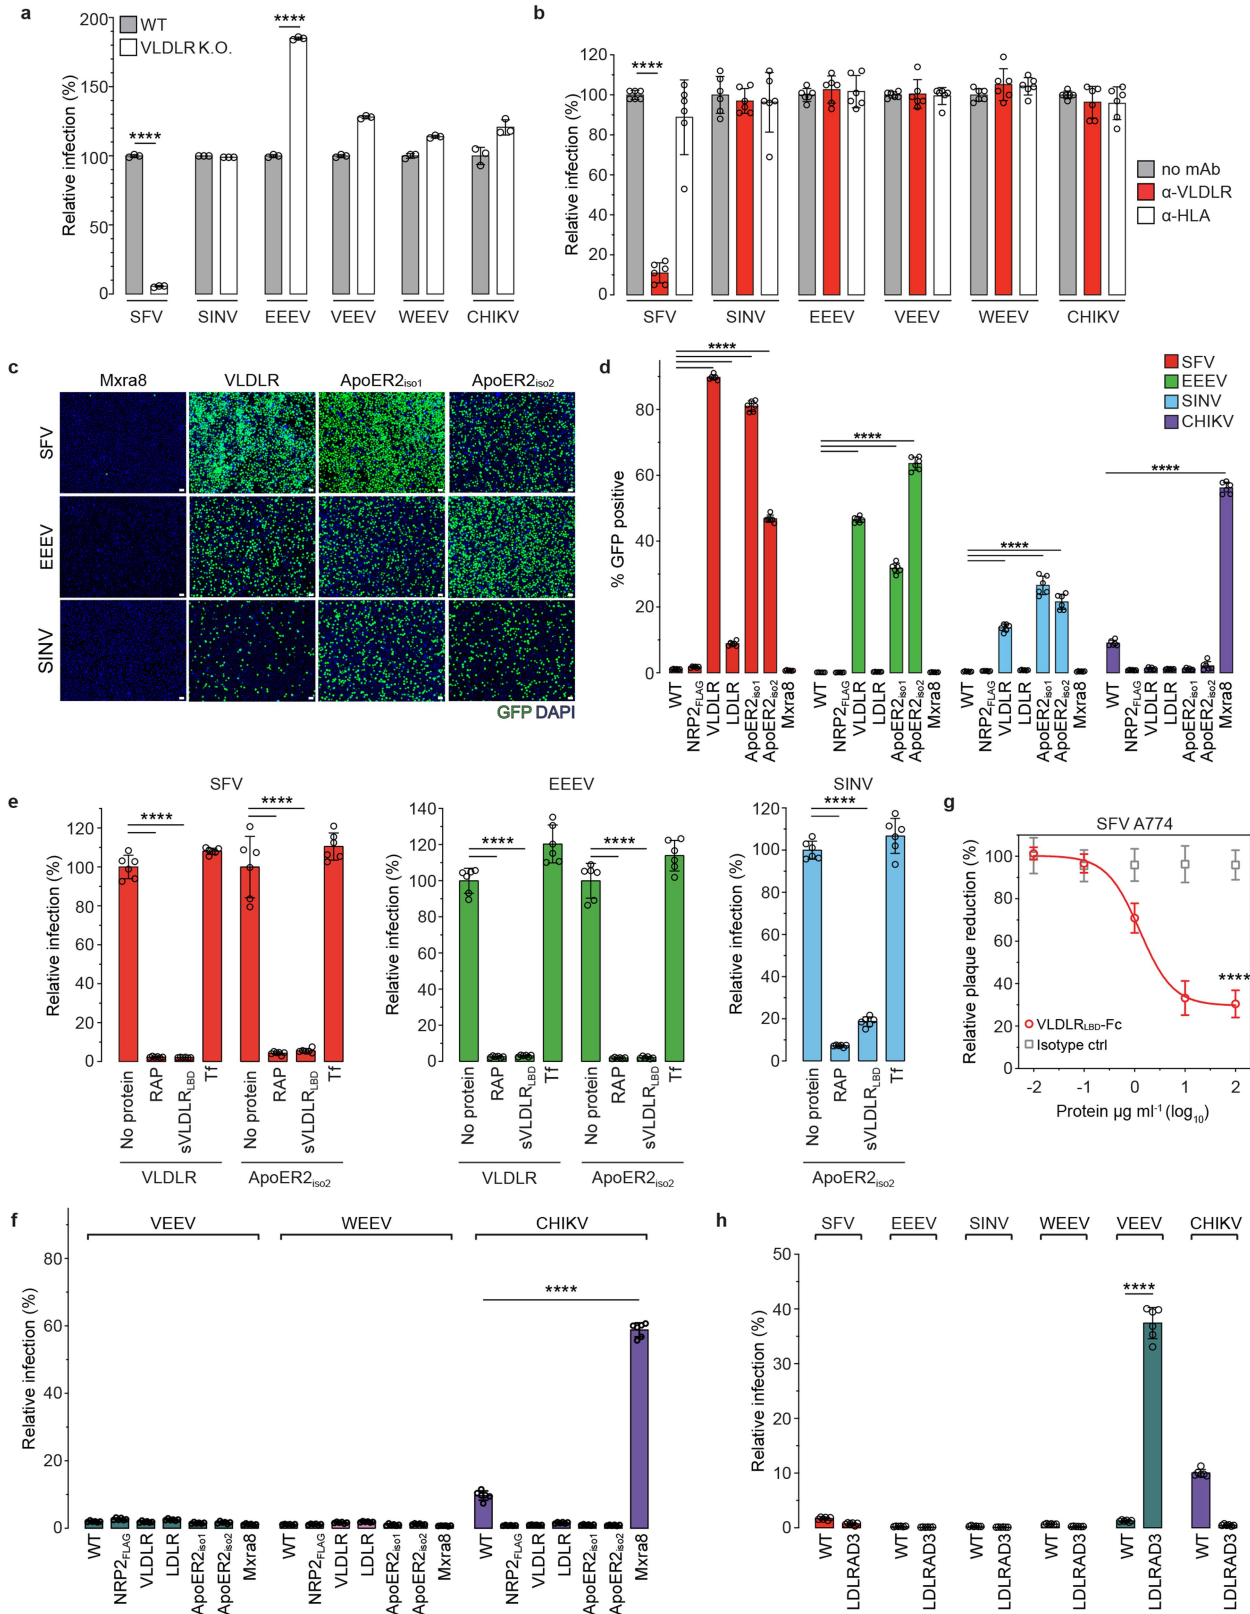 a
200
150
100
50
0
Relative infection (%)
WT
VLDLR K.O.
****
****
SFV
SINV
EEEV
VEEV
WEEV
CHIKV
b
120
100
80
60
40
20
0
Relative infection (%)
****
no mAb
α-VLDLR
α-HLA
SFV
SINV
EEEV
VEEV
WEEV
CHIKV
c
Mxra8
VLDLR
ApoER2iso1
ApoER2iso2
SFV
EEEV
SINV
GFP DAPI
d
80
60
40
20
0
% GFP positive
****
****
****
****
SFV
EEEV
SINV
CHIKV
WT
NRP2FLAG
VLDLR
LDLR
ApoER2iso1
ApoER2iso2
Mxra8
WT
NRP2FLAG
VLDLR
LDLR
ApoER2iso1
ApoER2iso2
Mxra8
WT
NRP2FLAG
VLDLR
LDLR
ApoER2iso1
ApoER2iso2
Mxra8
WT
NRP2FLAG
VLDLR
LDLR
ApoER2iso1
ApoER2iso2
Mxra8
e
SFV
120
100
80
60
40
20
0
Relative infection (%)
****
****
No protein
RAP
sVLDLRLBD
Tf
No protein
RAP
sVLDLRLBD
Tf
VLDLR
ApoER2iso2
EEEV
140
120
100
80
60
40
20
0
Relative infection (%)
****
****
No protein
RAP
sVLDLRLBD
Tf
No protein
RAP
sVLDLRLBD
Tf
VLDLR
ApoER2iso2
SINV
120
100
80
60
40
20
0
Relative infection (%)
****
No protein
RAP
sVLDLRLBD
Tf
ApoER2iso2
g
SFV A774
100
80
60
40
20
0
Relative plaque reduction (%)
****
VLDLRLBD-Fc
Isotype ctrl
-2
-1
0
1
2
Protein µg ml-1 (log10)
f
VEEV
WEEV
CHIKV
80
60
40
20
0
Relative infection (%)
****
WT
NRP2FLAG
VLDLR
LDLR
ApoER2iso1
ApoER2iso2
Mxra8
WT
NRP2FLAG
VLDLR
LDLR
ApoER2iso1
ApoER2iso2
Mxra8
WT
NRP2FLAG
VLDLR
LDLR
ApoER2iso1
ApoER2iso2
Mxra8
h
SFV
EEEV
SINV
WEEV
VEEV
CHIKV
50
40
30
20
10
0
Relative infection (%)
****
WT
LDLRAD3
WT
LDLRAD3
WT
LDLRAD3
WT
LDLRAD3
WT
LDLRAD3
WT
LDLRAD3